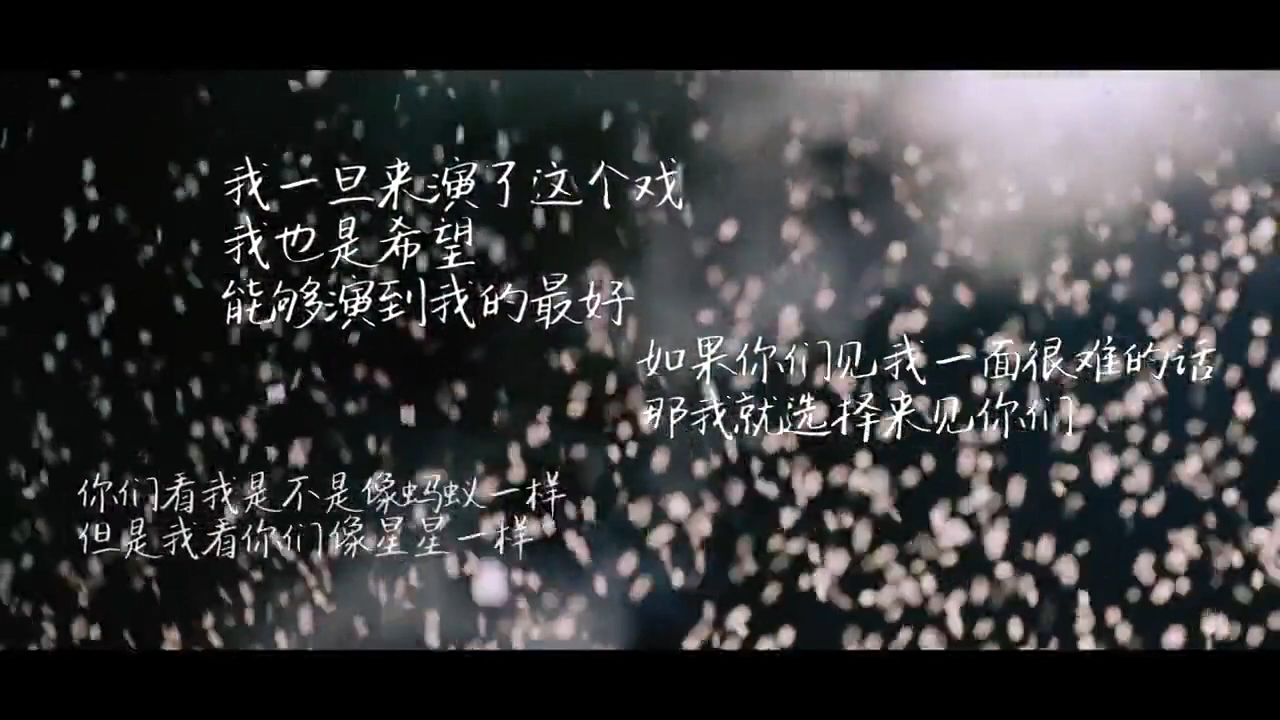 我一旦来演了这个戏
我也是希望
能够演到我的最好
如果你们见我一面很难的话
那我就选择来见你们
你们看我是不是像蚂蚁一样
但是我看你们像星星一样